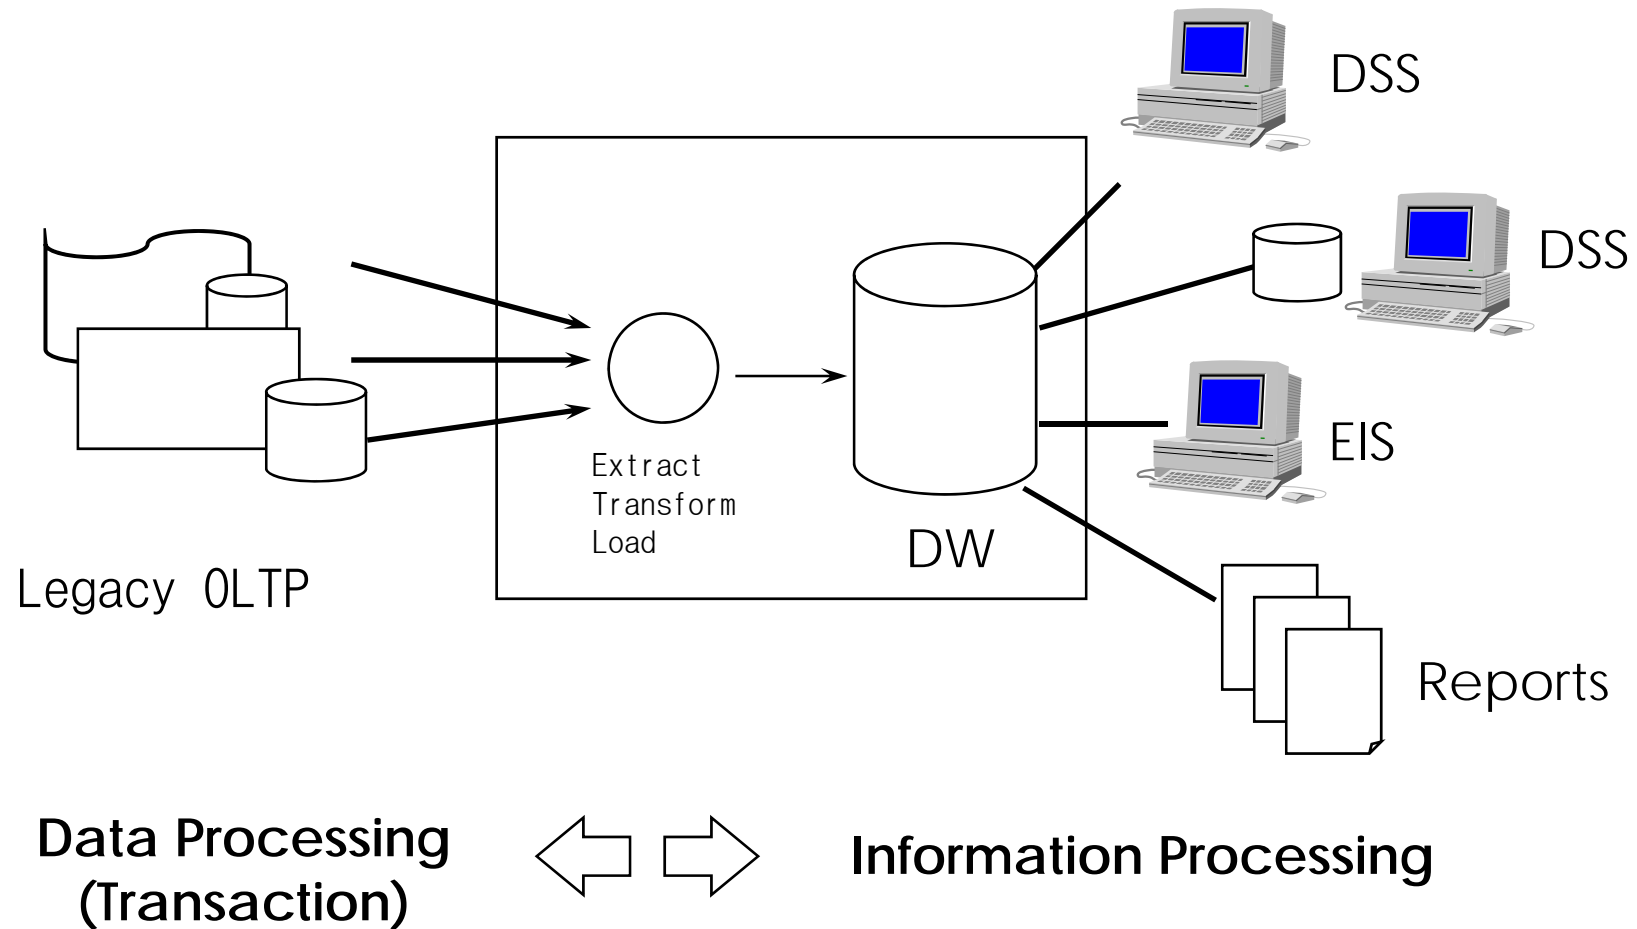 DSS
DSS
EIS
Extract
Transform
Load
DW
Legacy OLTP
Reports
Data Processing
(Transaction)
Information Processing